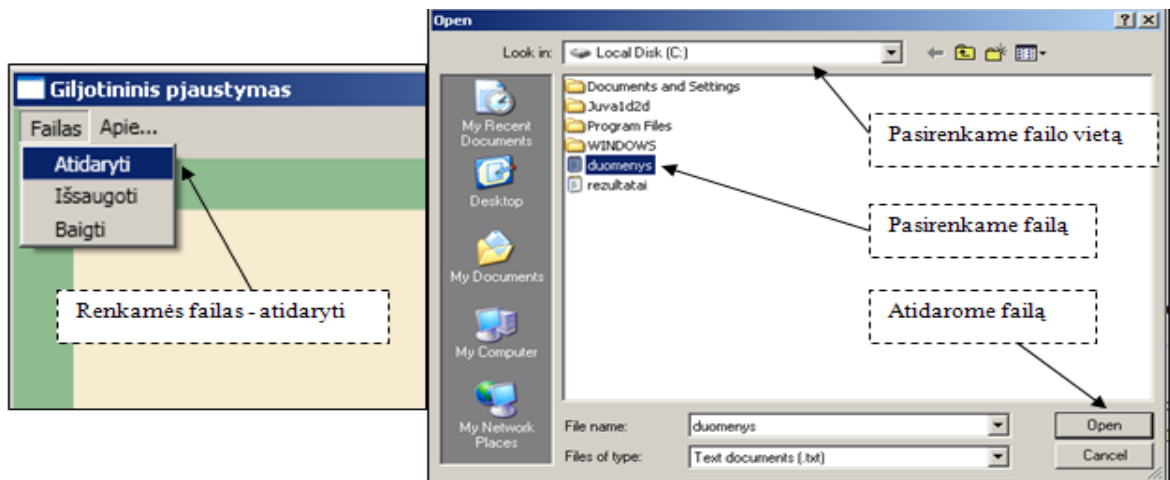 Giljotininis pjaustymas
Failas Apie...
Atidaryti
Išsaugoti
Baigti
Renkamės failas - atidaryti
Open
Look in:
Local Disk (C:)
My Recent
Documents
Desktop
My Documents
My Computer
My Network
Places
Documents and Settings
Juva1d2d
Program Files
WINDOWS
duomenys
rezultatai
Pasirenkame failo vietą
Pasirenkame failą
Atidarome failą
File name:
duomenys
Open
Files of type:
Text documents (.txt)
Cancel